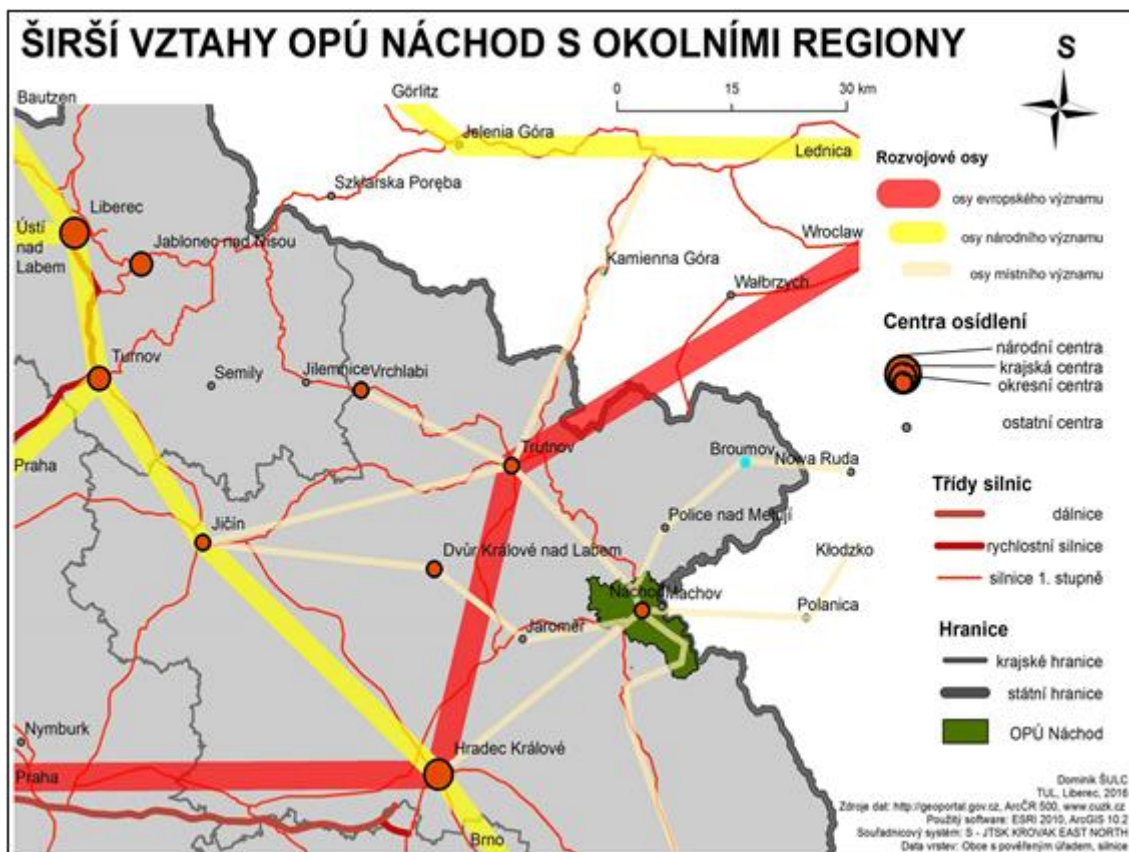 ŠIRŠÍ VZTAHY OPÚ NÁCHOD S OKOLNÍMI REGIONY
S
Bautzen
Görlitz
0 15 30 km
Jelenia Góra
Lednica
Szklarska Poręba
Liberec
Ústí
nad
Labem
Jablonec nad Nisou
Wroclaw
Kamienna Góra
Wałbrzych
Turnov
Semily
Jilemnice
Vrchlabí
Praha
Trutnov
Broumov
Nowa Ruda
Jičín
Dvůr Králové nad Labem
Police nad Metují
Kłodzko
Náchod
Machov
Polanica
Jaroměř
Nymburk
Hradec Králové
Praha
Brno
Rozvojové osy
osy evropského významu
osy národního významu
osy místního významu
Centra osídlení
národní centra
krajská centra
okresní centra
ostatní centra
Třídy silnic
dálnice
rychlostní silnice
silnice 1. stupně
Hranice
krajské hranice
státní hranice
OPÚ Náchod
Dominik ŠULC
TUL, Liberec, 2016
Zdroje dat: http://geoportal.gov.cz, ArcČR 500, www.cuzk.cz
Použitý software: ESRI 2010, ArcGIS 10.2
Souřadnicový systém: S - JTSK KROVAK EAST NORTH
Data vrstev: Obce s pověřeným úřadem, silnice